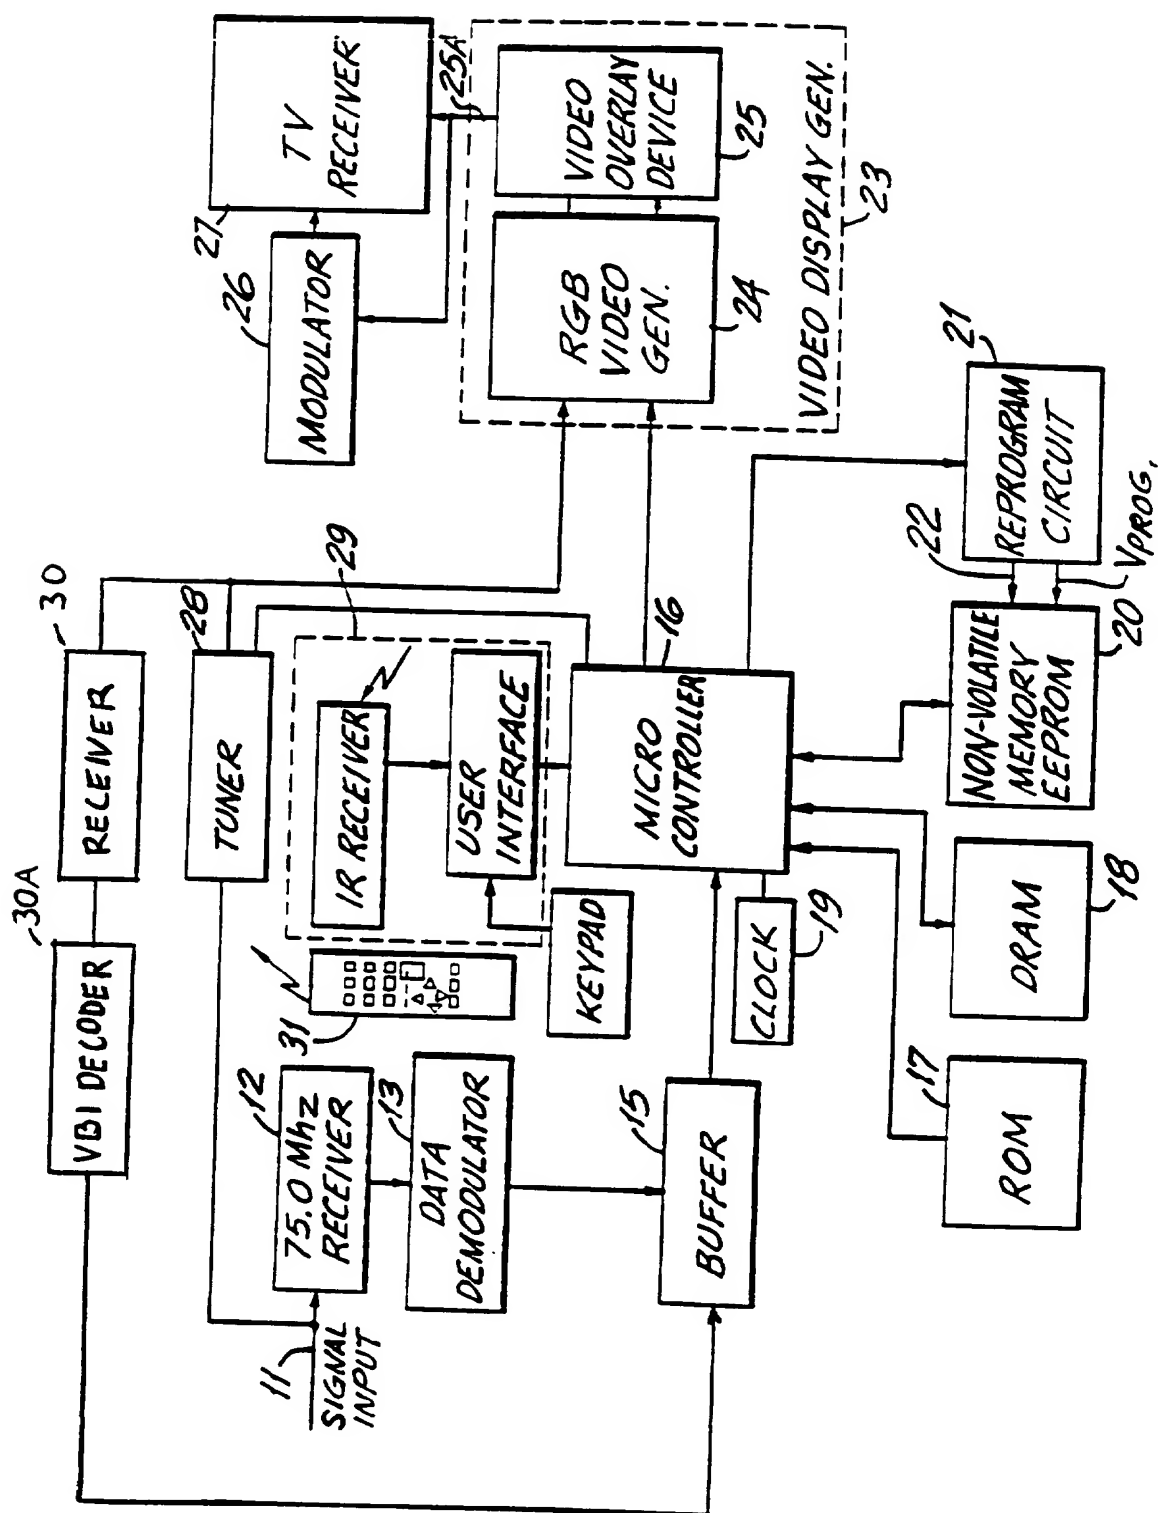 30A
VBI DECODER
30
RECEIVER
28
TUNER
11
SIGNAL
INPUT
12
75.0 Mhz
RECEIVER
13
DATA
DEMODULATOR
31
29
IR RECEIVER
USER
INTERFACE
KEYPAD
15
BUFFER
16
MICRO
CONTROLLER
CLOCK
19
17
ROM
DRAM
18
NON-VOLATILE
MEMORY
EEPROM
20
22
VPROG.
21
REPROGRAM
CIRCUIT
27
TV
RECEIVER
26
MODULATOR
25A
RGB
VIDEO
GEN.
24
VIDEO
OVERLAY
DEVICE
25
VIDEO DISPLAY GEN.
23